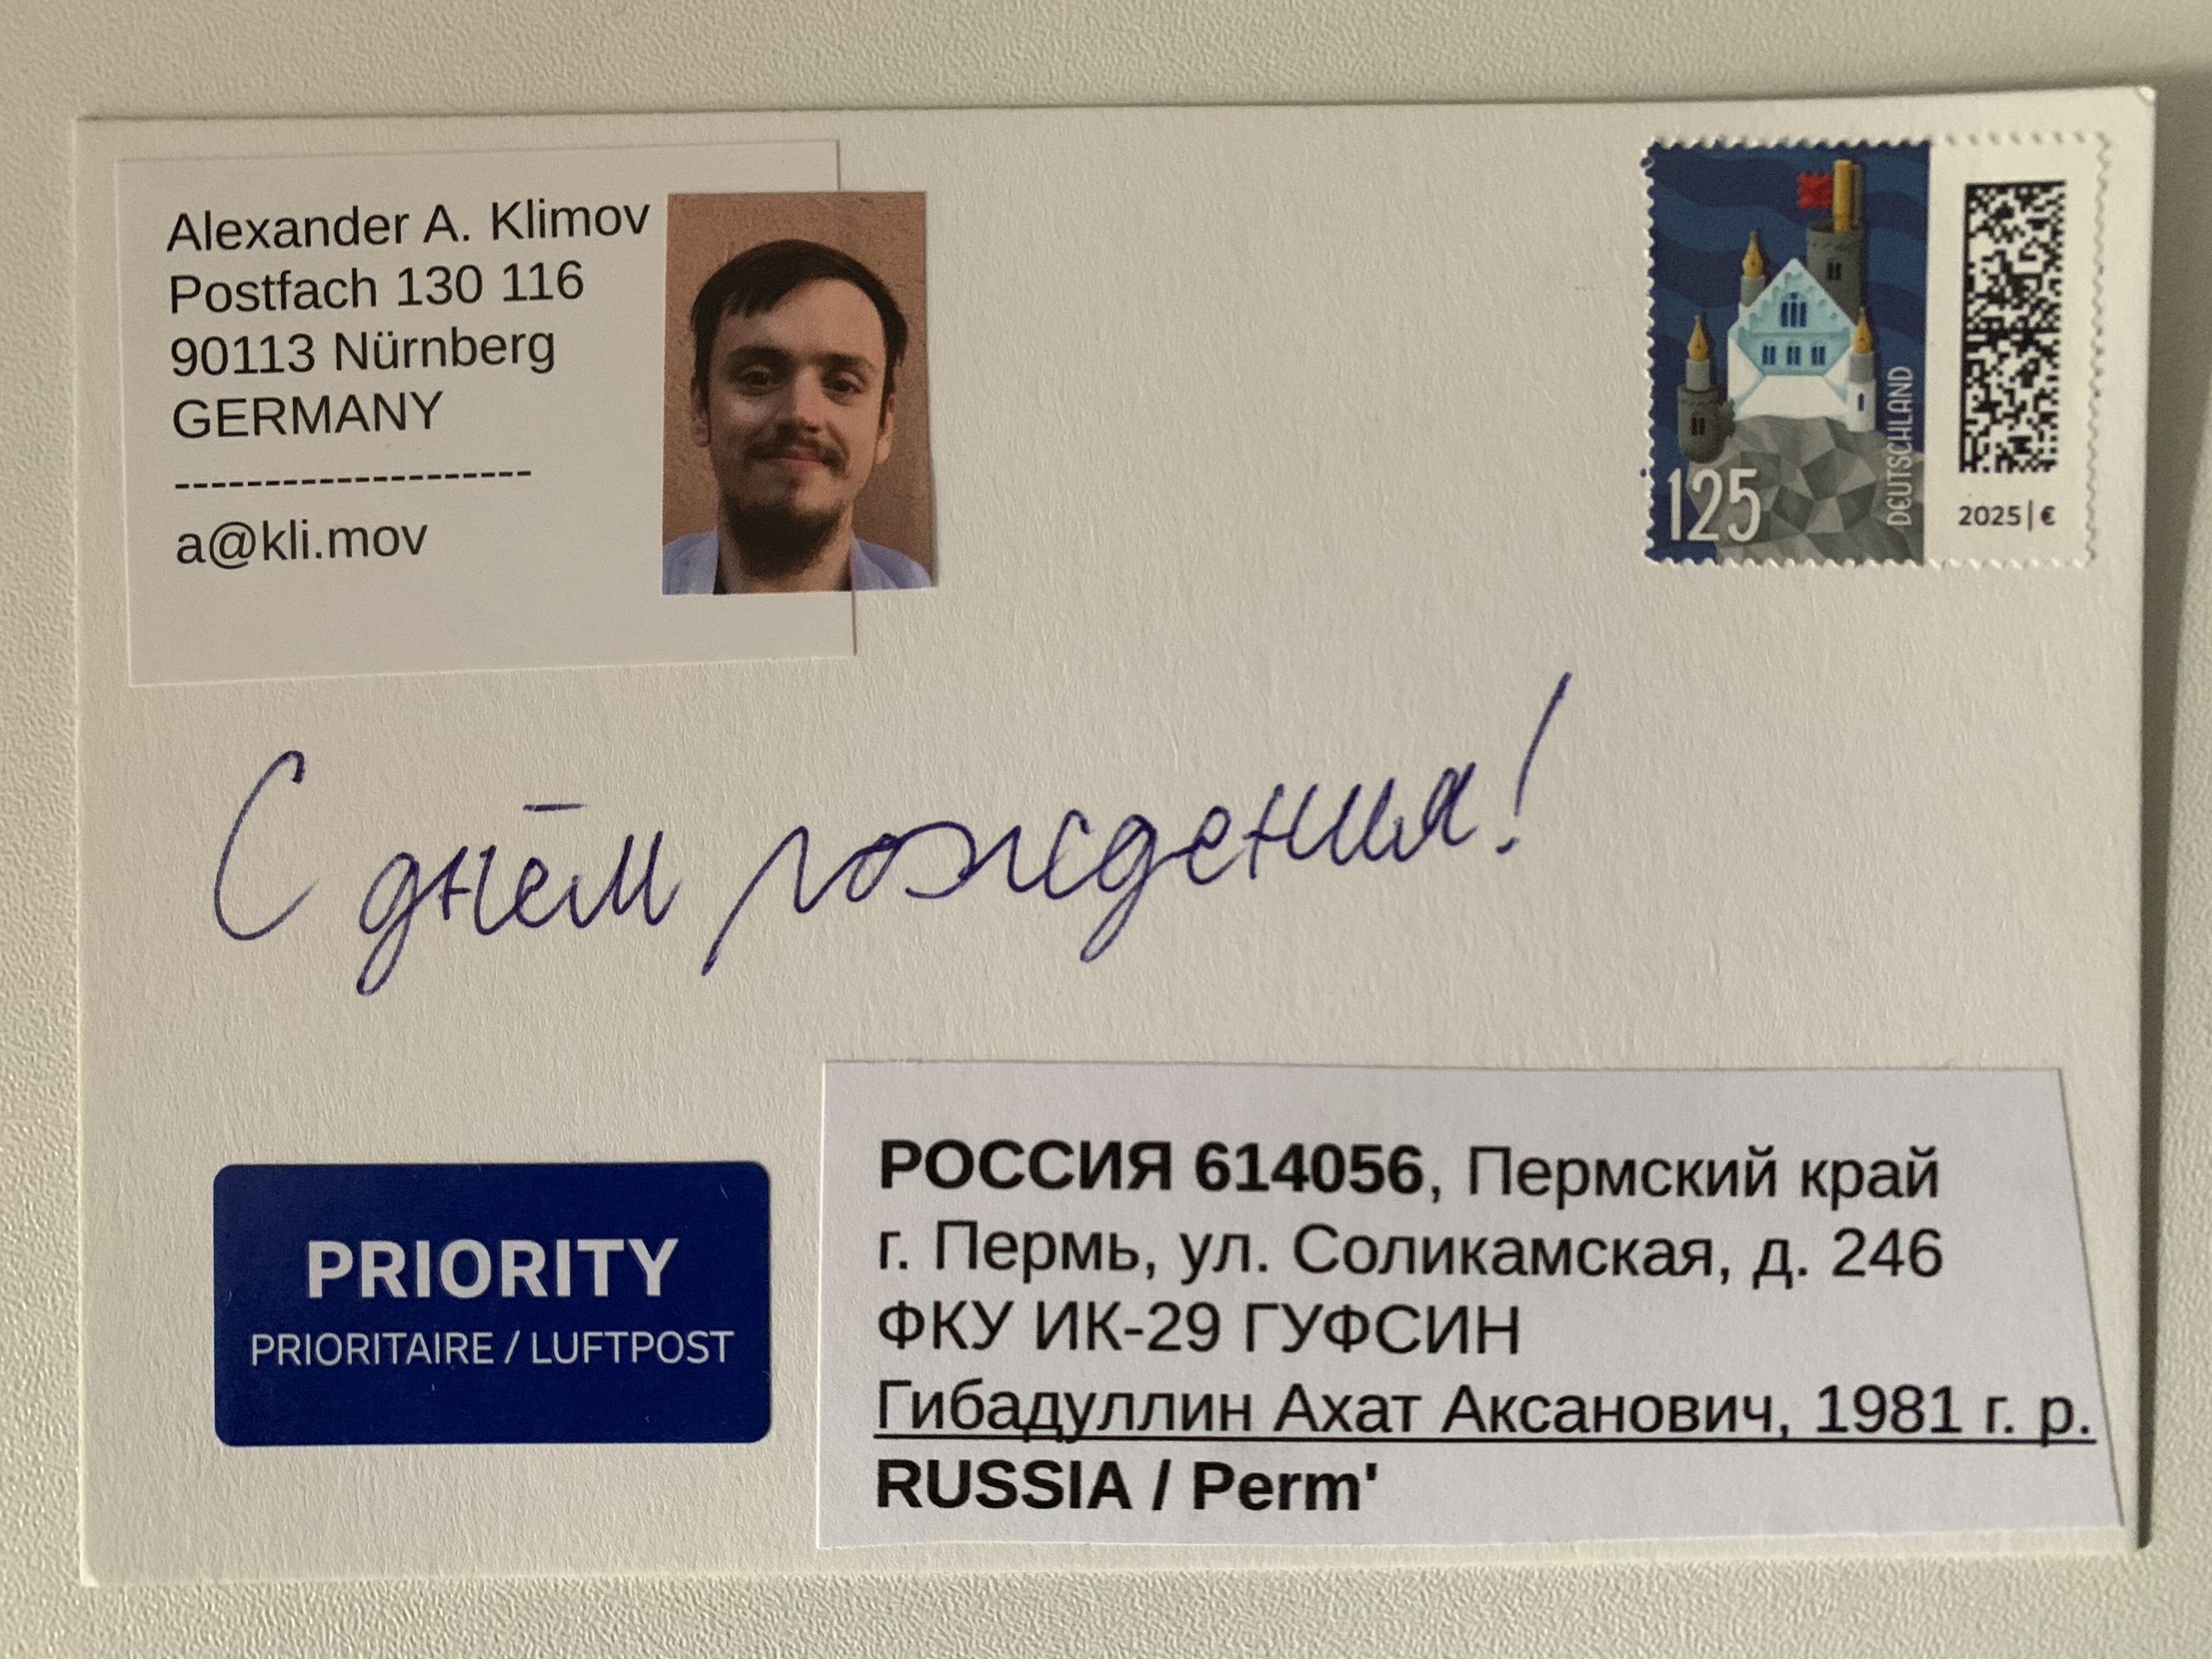 Alexander A. Klimov
Postfach 130 116
90113 Nürnberg
GERMANY
--------------------
a@kli.mov
125
DEUTSCHLAND
2025|€
С днём рождения!
PRIORITY
PRIORITAIRE / LUFTPOST
РОССИЯ 614056, Пермский край
г. Пермь, ул. Соликамская, д. 246
ФКУ ИК-29 ГУФСИН
Гибадуллин Ахат Аксанович, 1981 г. р.
RUSSIA / Perm'